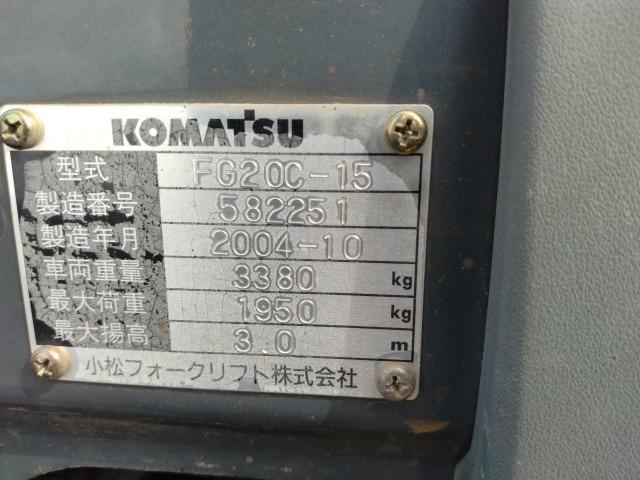 KOMATSU
型式 FG20C-15
製造番号 582251
製造年月 2004-10
車両重量 3380 kg
最大荷重 1950 kg
最大揚高 3.0 m
小松フォークリフト株式会社